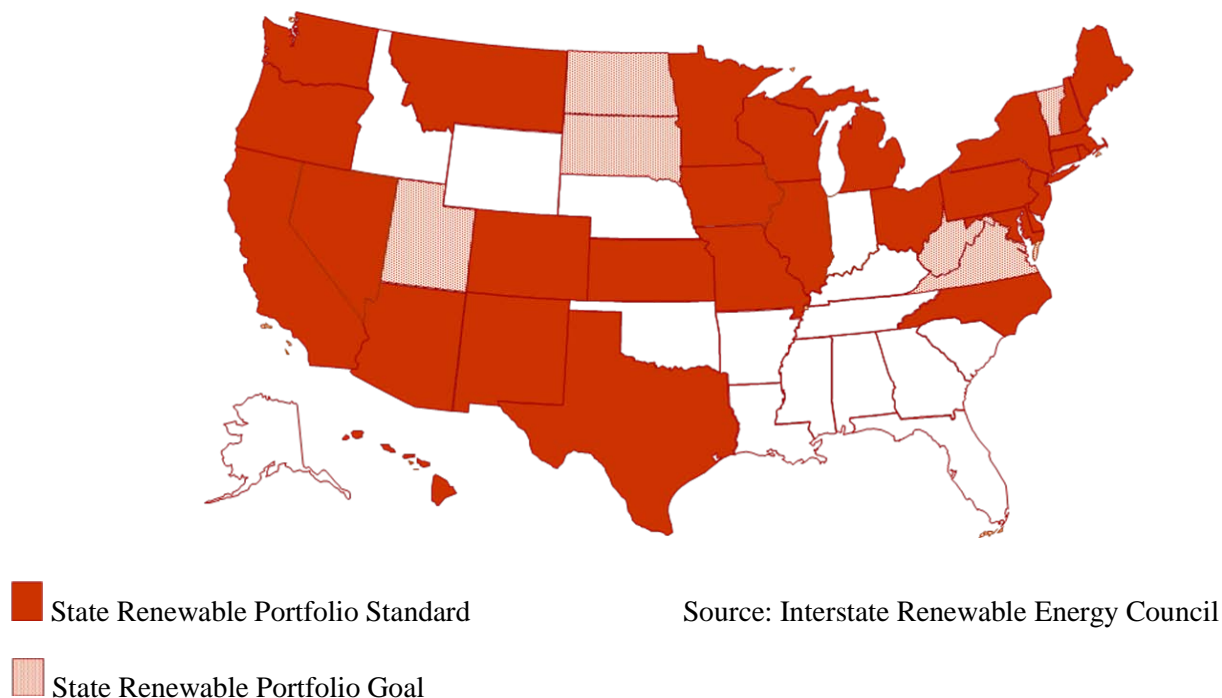 State Renewable Portfolio Standard
Source: Interstate Renewable Energy Council
State Renewable Portfolio Goal